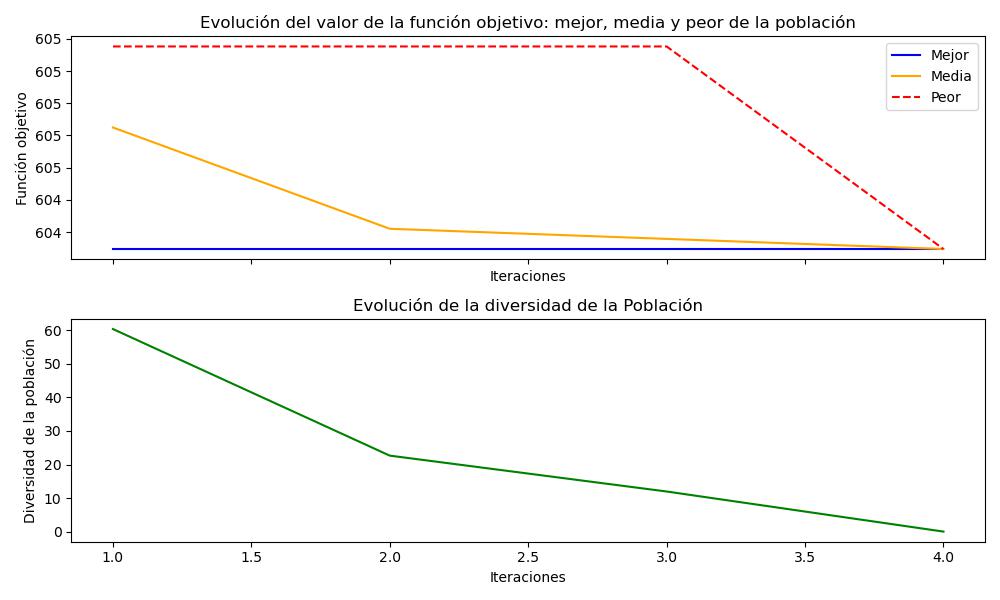 Evolución del valor de la función objetivo: mejor, media y peor de la población
605
605
605
605
605
604
604
Función objetivo
Mejor
Media
Peor
Iteraciones
Evolución de la diversidad de la Población
60
50
40
30
20
10
0
Diversidad de la población
1.0 1.5 2.0 2.5 3.0 3.5 4.0
Iteraciones